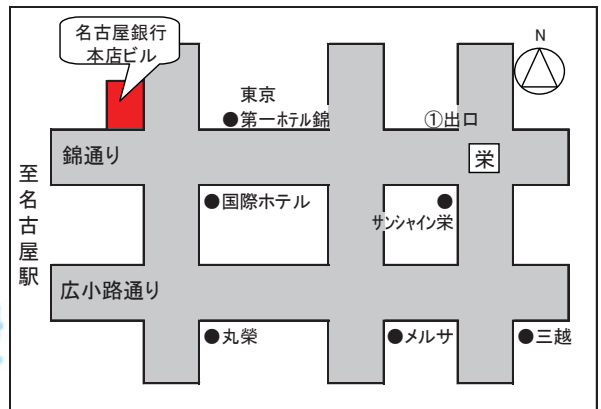 名古屋銀行
本店ビル
N
東京
●第一ホテル錦
①出口
錦通り
栄
至名古屋駅
●国際ホテル
●
サンシャイン栄
広小路通り
●丸榮
●メルサ
●三越